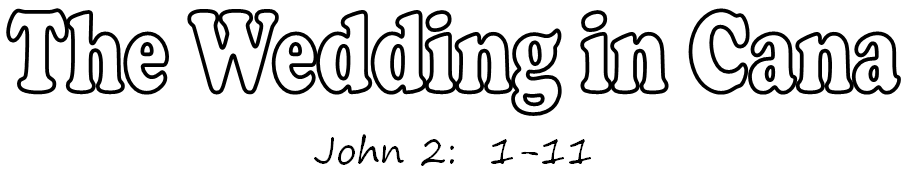 The Wedding in Cana
John 2:  1-11